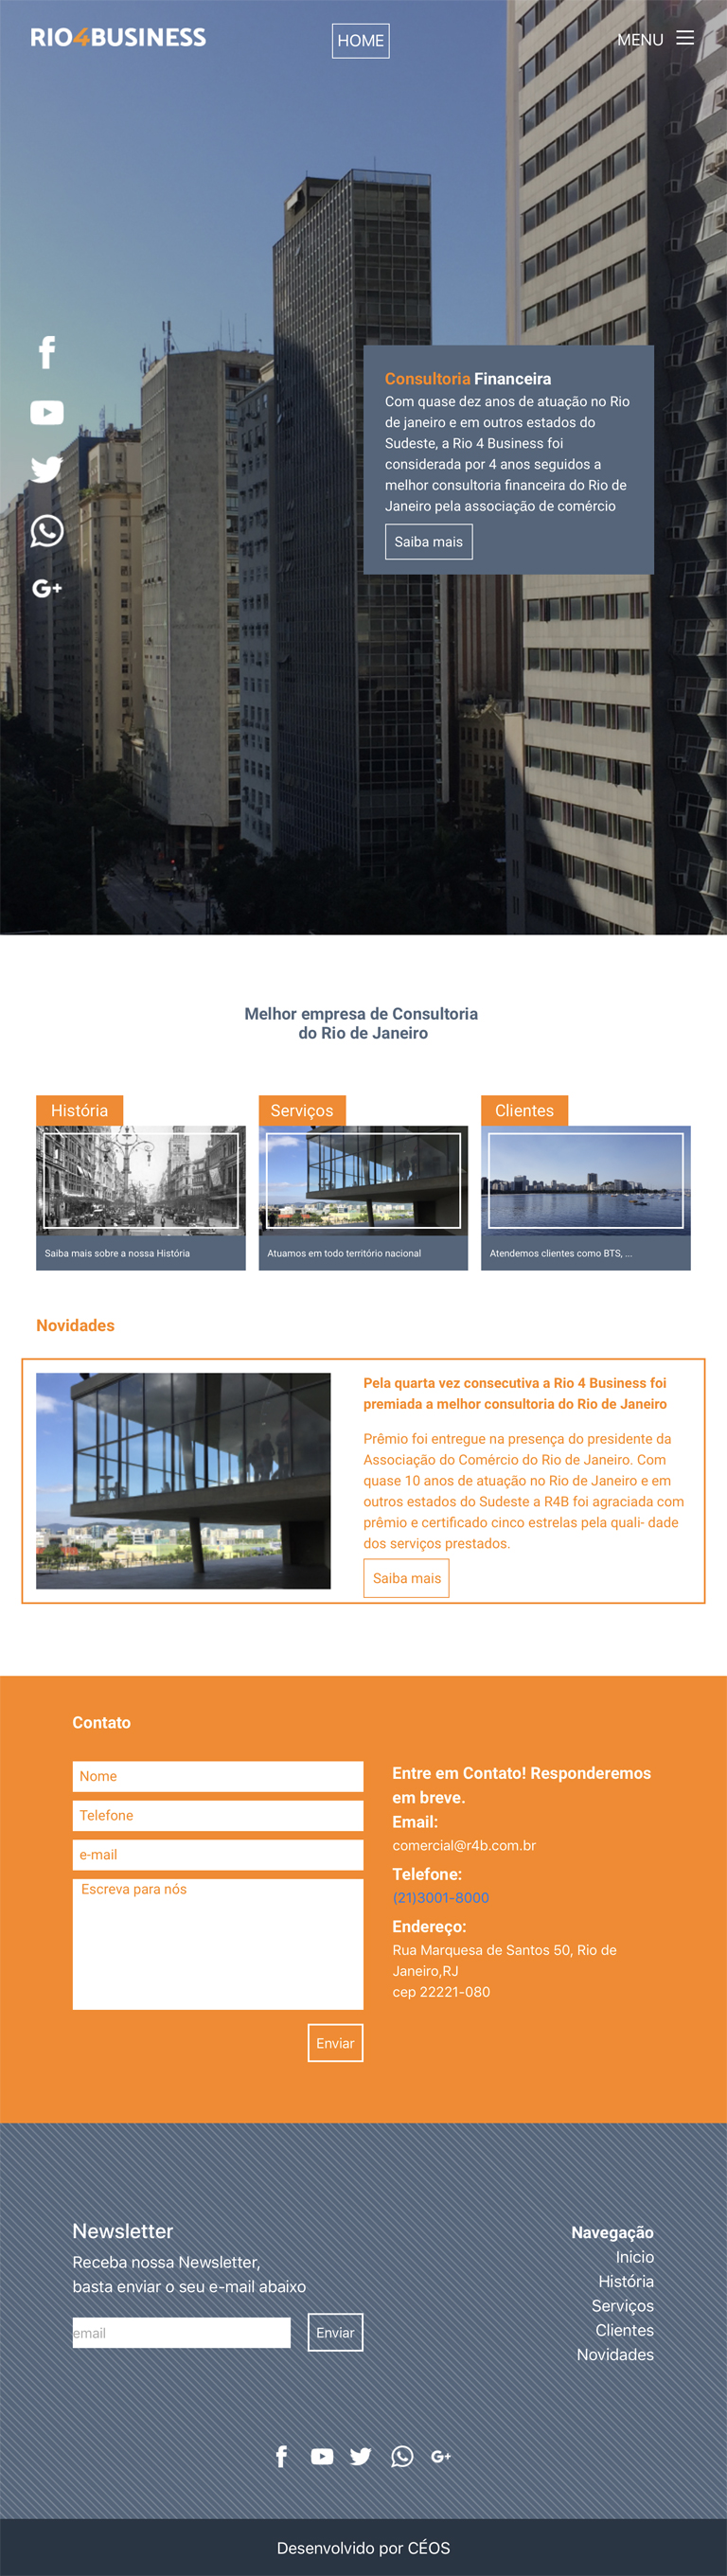 RIO4BUSINESS
HOME
MENU
Consultoria Financeira
Com quase dez anos de atuação no Rio
de janeiro e em outros estados do
Sudeste, a Rio 4 Business foi
considerada por 4 anos seguidos a
melhor consultoria financeira do Rio de
Janeiro pela associação de comércio
Saiba mais
Melhor empresa de Consultoria
do Rio de Janeiro
História
Saiba mais sobre a nossa História
Serviços
Atuamos em todo território nacional
Clientes
Atendemos clientes como BTS, ...
Novidades
Pela quarta vez consecutiva a Rio 4 Business foi
premiada a melhor consultoria do Rio de Janeiro
Prêmio foi entregue na presença do presidente da
Associação do Comércio do Rio de Janeiro. Com
quase 10 anos de atuação no Rio de Janeiro e em
outros estados do Sudeste a R4B foi agraciada com
prêmio e certificado cinco estrelas pela quali- dade
dos serviços prestados.
Saiba mais
Contato
Nome
Telefone
e-mail
Escreva para nós
Enviar
Entre em Contato! Responderemos
em breve.
Email:
comercial@r4b.com.br
Telefone:
(21)3001-8000
Endereço:
Rua Marquesa de Santos 50, Rio de
Janeiro,RJ
cep 22221-080
Newsletter
Receba nossa Newsletter,
basta enviar o seu e-mail abaixo
email
Enviar
Navegação
Inicio
História
Serviços
Clientes
Novidades
G+
Desenvolvido por CÉOS